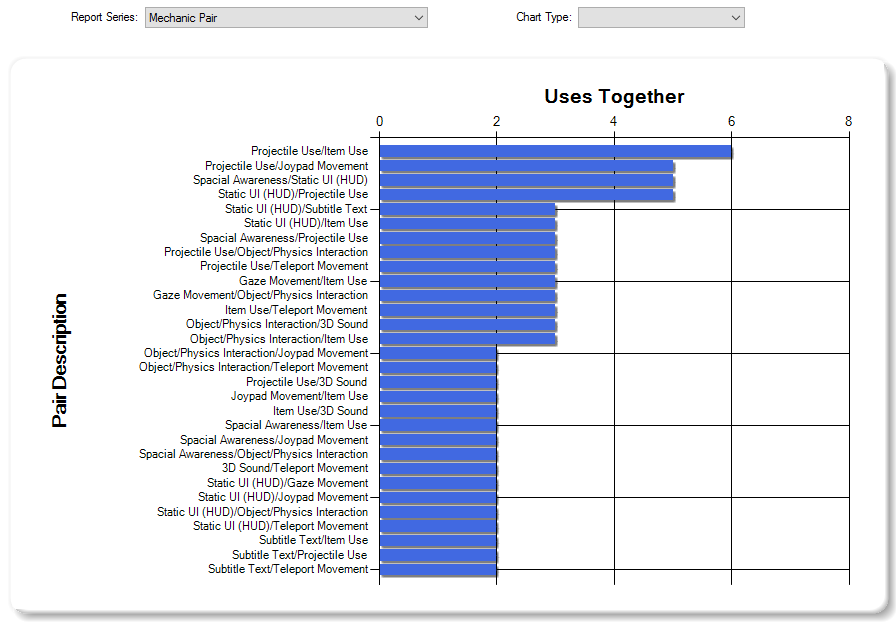 Report Series: Mechanic Pair Chart Type:
Uses Together
0 2 4 6 8
Pair Description
Projectile Use/Item Use
Projectile Use/Joypad Movement
Spacial Awareness/Static UI (HUD)
Static UI (HUD)/Projectile Use
Static UI (HUD)/Subtitle Text
Static UI (HUD)/Item Use
Spacial Awareness/Projectile Use
Projectile Use/Object/Physics Interaction
Projectile Use/Teleport Movement
Gaze Movement/Item Use
Gaze Movement/Object/Physics Interaction
Item Use/Teleport Movement
Object/Physics Interaction/3D Sound
Object/Physics Interaction/Item Use
Object/Physics Interaction/Joypad Movement
Object/Physics Interaction/Teleport Movement
Projectile Use/3D Sound
Joypad Movement/Item Use
Item Use/3D Sound
Spacial Awareness/Item Use
Spacial Awareness/Joypad Movement
Spacial Awareness/Object/Physics Interaction
3D Sound/Teleport Movement
Static UI (HUD)/Gaze Movement
Static UI (HUD)/Joypad Movement
Static UI (HUD)/Object/Physics Interaction
Static UI (HUD)/Teleport Movement
Subtitle Text/Item Use
Subtitle Text/Projectile Use
Subtitle Text/Teleport Movement